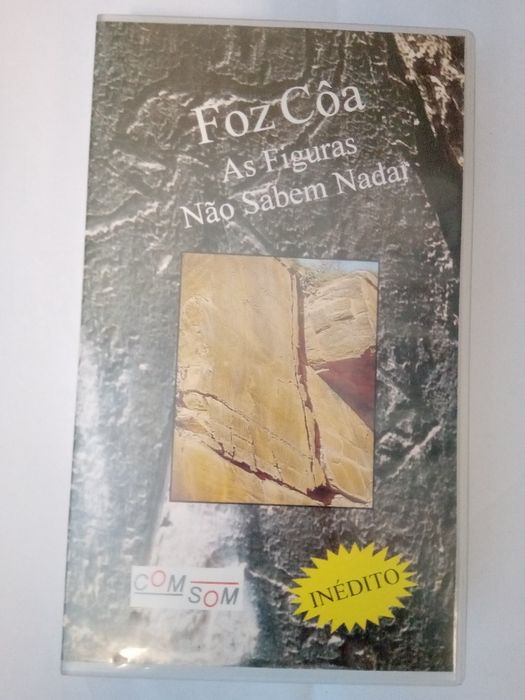 Foz Côa
As Figuras
Não Sabem Nadar
COM
SOM
INÉDITO